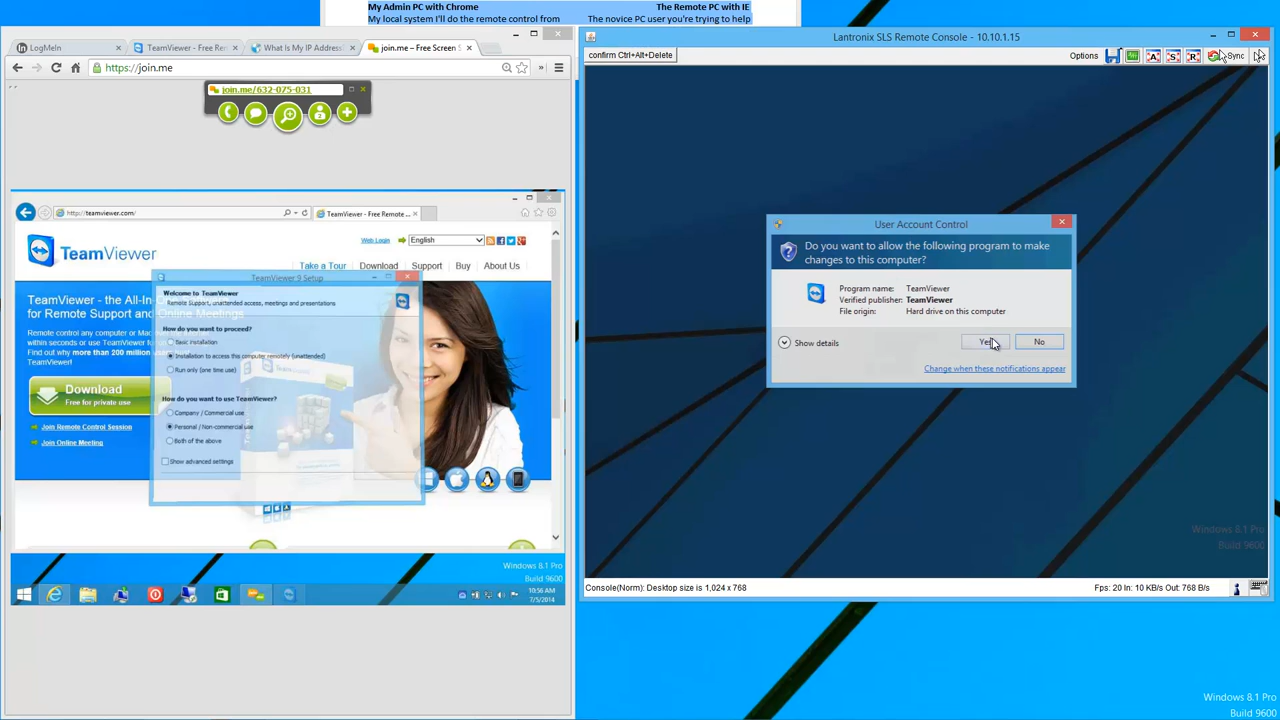 My Admin PC with Chrome
The Remote PC with IE
My local system I'll do the remote control from
The novice PC user you're trying to help
LogMeIn
TeamViewer - Free Re
What Is My IP Address
join.me – Free Screen S
https://join.me
join.me/632-075-031
http://teamviewer.com/
TeamViewer - Free Remote ...
TeamViewer
Web Login
English
Take a Tour
Download
Support
Buy
About Us
TeamViewer - the All-In-
for Remote Support and Online Meetings
Remote control any computer or Mac
within seconds or use TeamViewer
Find out why more than 200 million
TeamViewer!
Download
Free for private use
Join Remote Control Session
Join Online Meeting
TeamViewer 9 Setup
Welcome to TeamViewer
Remote Support, unattended access, meetings and presentations
How do you want to proceed?
Basic installation
Installation to access this computer remotely (unattended)
Run only (one time use)
How do you want to use TeamViewer?
Company / Commercial use
Personal / Non-commercial use
Both of the above
Show advanced settings
Windows 8.1 Pro
Build 9600
10:56 AM
7/5/2014
Lantronix SLS Remote Console - 10.10.1.15
confirm Ctrl+Alt+Delete
Options
A
S
R
Sync
User Account Control
Do you want to allow the following program to make
changes to this computer?
Program name: TeamViewer
Verified publisher: TeamViewer
File origin: Hard drive on this computer
Show details
Yes
No
Change when these notifications appear
Windows 8.1 Pro
Build 9600
Console(Norm): Desktop size is 1,024 x 768
Fps: 20 In: 10 KB/s Out: 768 B/s
Windows 8.1 Pro
Build 9600